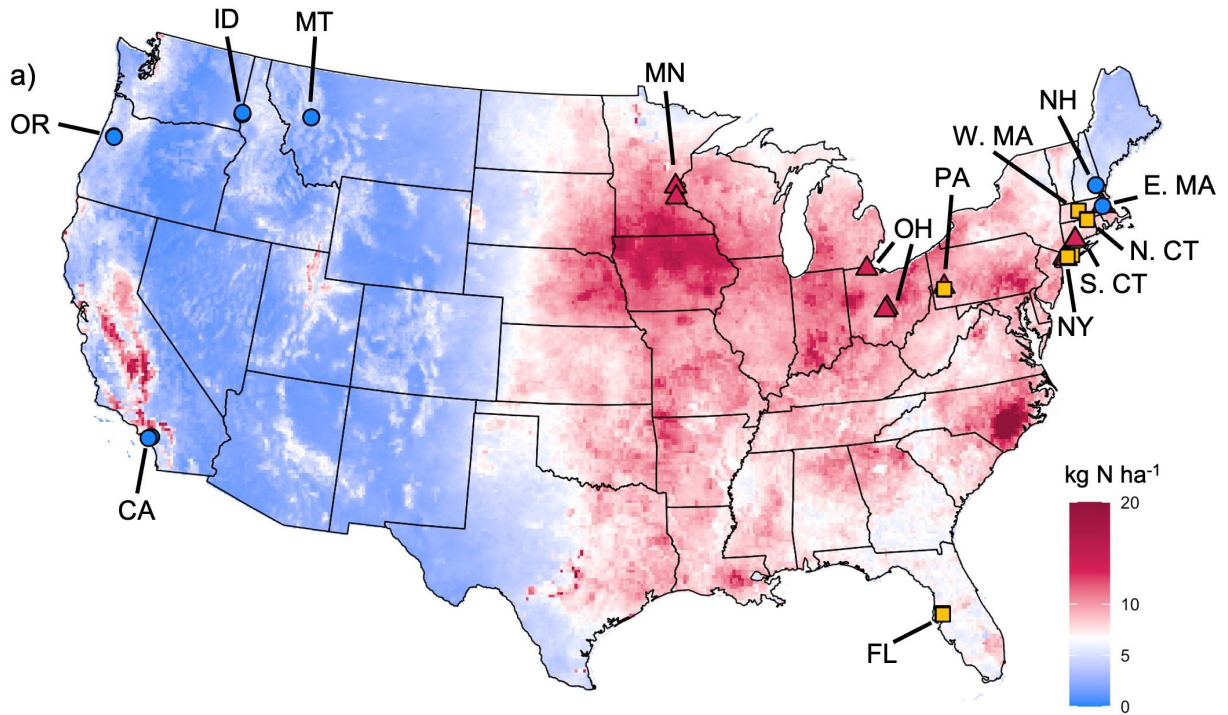 a)
ID
MT
OR
MN
NH
W. MA
PA
E. MA
OH
N. CT
S. CT
NY
CA
FL
kg N ha⁻¹
20
10
5
0